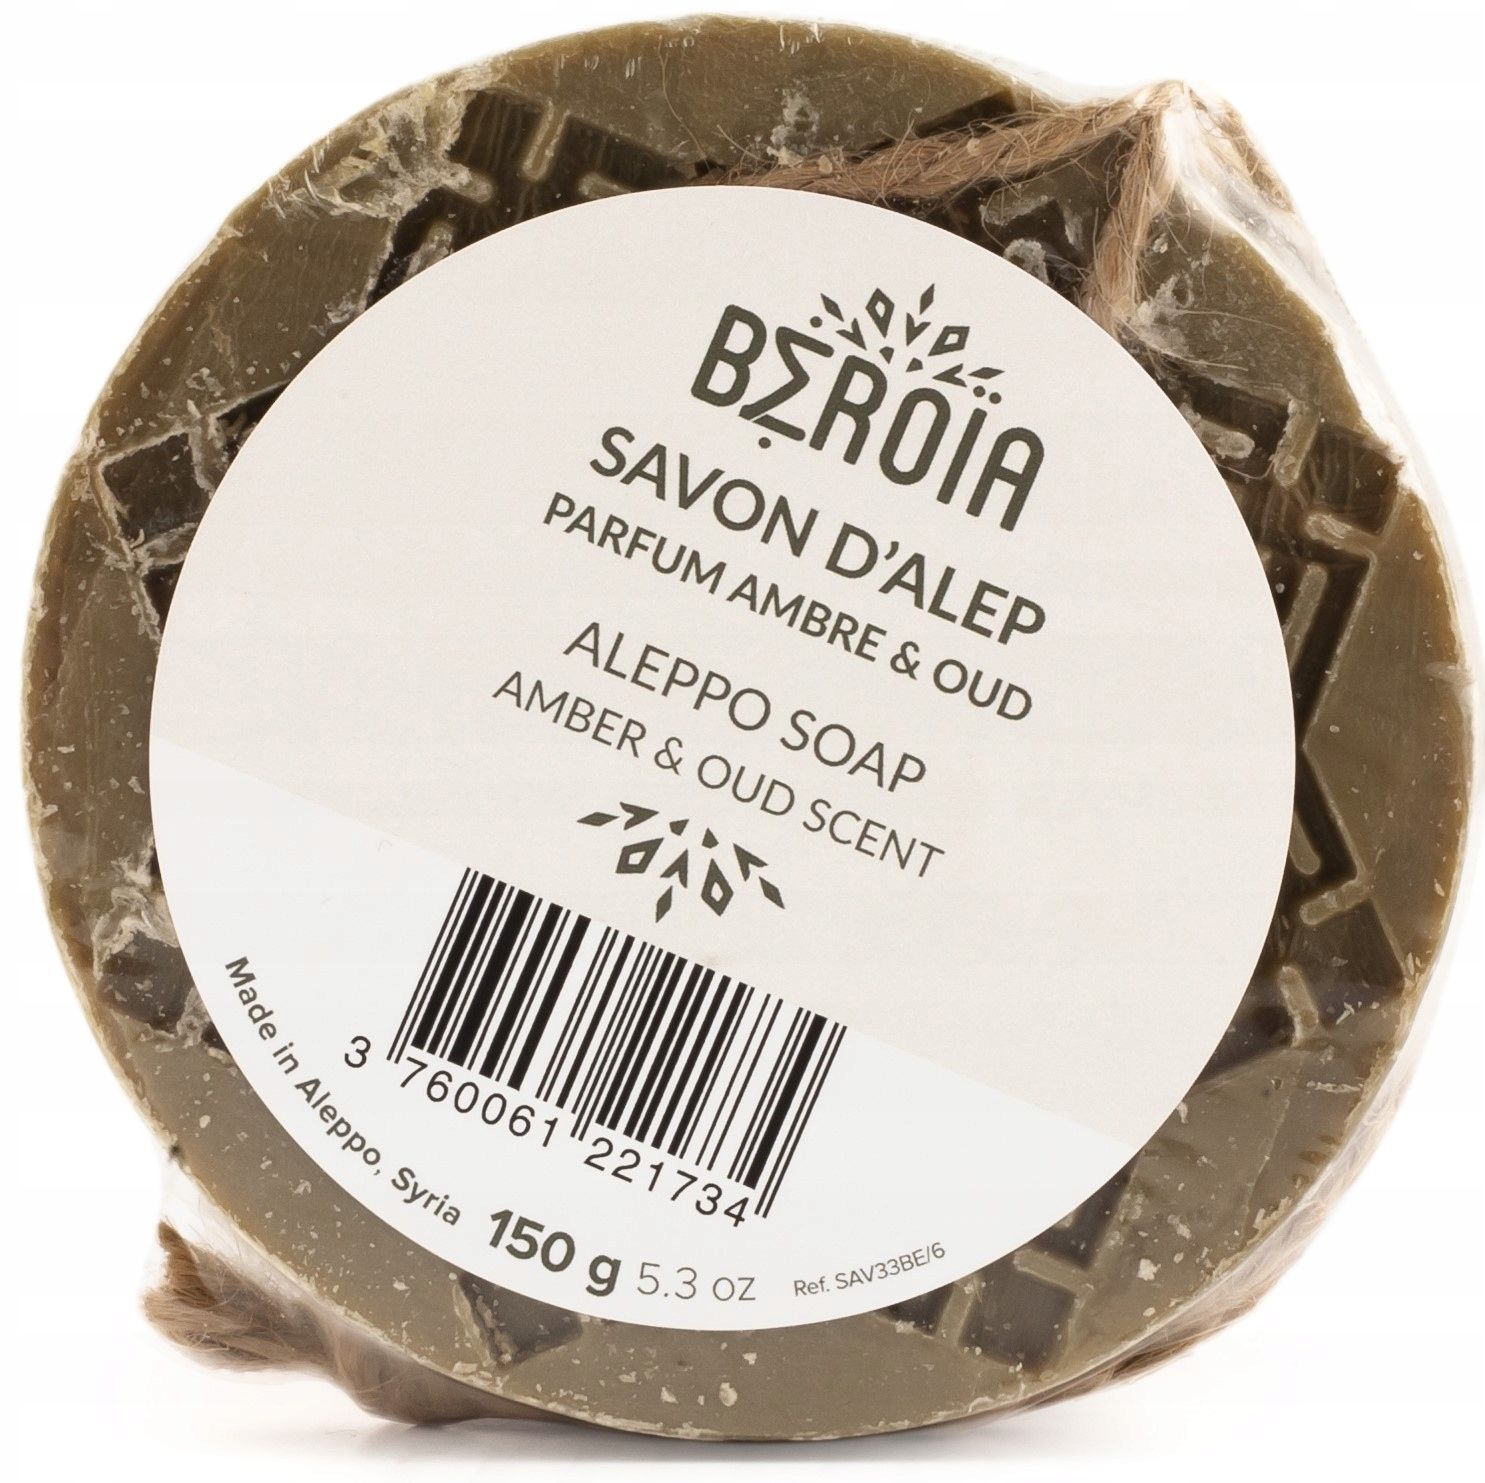 BEROÏA
SAVON D'ALEP
PARFUM AMBRE & OUD
ALEPPO SOAP
AMBER & OUD SCENT
3 760061 221734
Made in Aleppo, Syria
150 g 5.3 OZ
Ref. SAV33BE/6